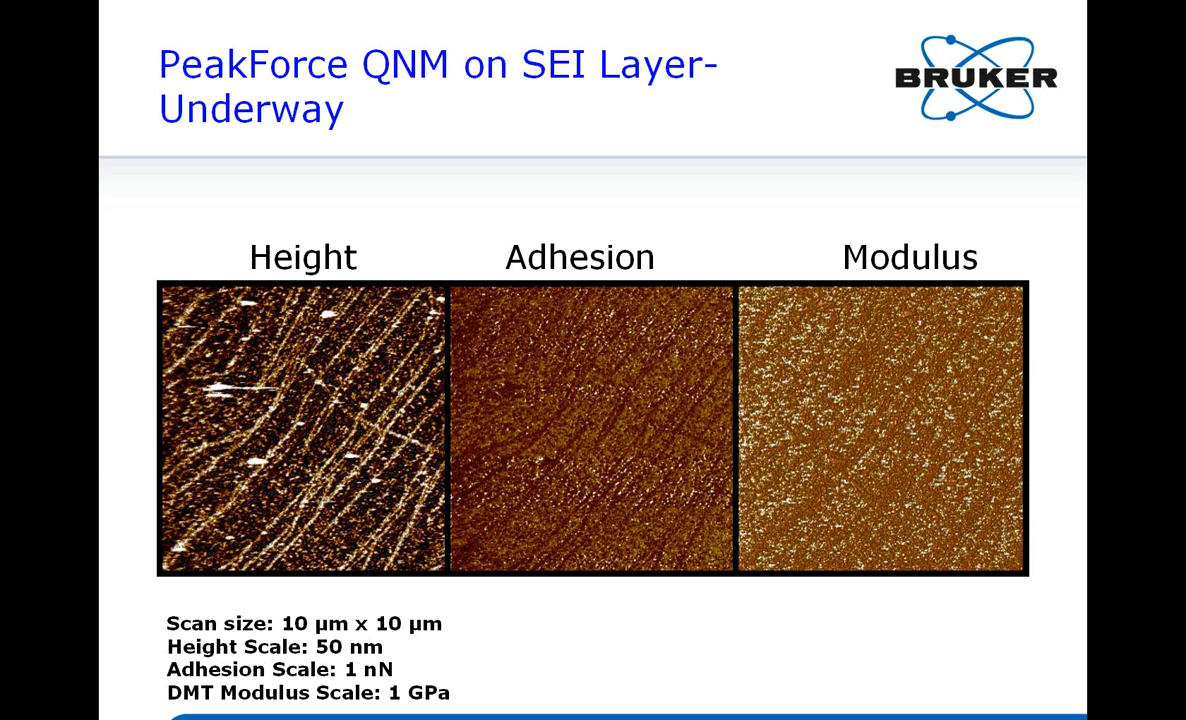 PeakForce QNM on SEI Layer-
Underway
BRUKER
Height
Adhesion
Modulus
Scan size: 10 µm x 10 µm
Height Scale: 50 nm
Adhesion Scale: 1 nN
DMT Modulus Scale: 1 GPa